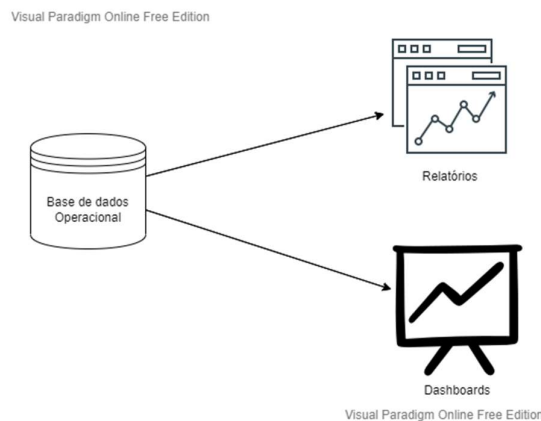 Visual Paradigm Online Free Edition
Relatórios
Base de dados
Operacional
Dashboards
Visual Paradigm Online Free Edition